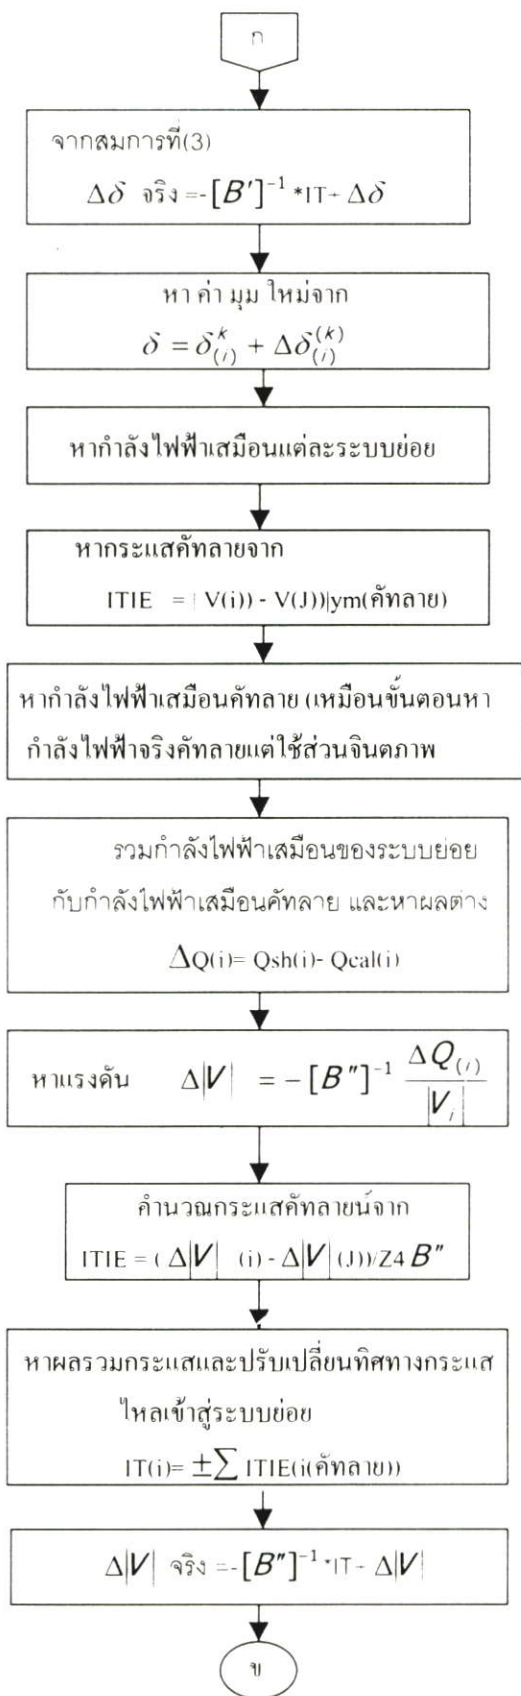 ก
จากสมการที่(3)
Δδ จริง =-[B′]⁻¹ *IT- Δδ
หา ค่า มุม ใหม่จาก
δ = δ₍ᵢ₎ᵏ + Δδ₍ᵢ₎⁽ᵏ⁾
หากำลังไฟฟ้าเสมือนแต่ละระบบย่อย
หากระแสคัทลายจาก
ITIE = | V(i)) - V(J))|ym(คัทลาย)
หากำลังไฟฟ้าเสมือนคัทลาย (เหมือนขั้นตอนหา
กำลังไฟฟ้าจริงคัทลายแต่ใช้ส่วนจินตภาพ
รวมกำลังไฟฟ้าเสมือนของระบบย่อย
กับกำลังไฟฟ้าเสมือนคัทลาย และหาผลต่าง
ΔQ(i)= Qsh(i)- Qcal(i)
หาแรงดัน Δ|V| = -[B″]⁻¹ ΔQ₍ᵢ₎ / |Vᵢ|
คำนวณกระแสคัทลายน์จาก
ITIE = ( Δ|V| (i) - Δ|V| (J))/Z4 B″
หาผลรวมกระแสและปรับเปลี่ยนทิศทางกระแส
ไหลเข้าสู่ระบบย่อย
IT(i)= ±∑ ITIE(i(คัทลาย))
Δ|V| จริง =-[B″]⁻¹ *IT- Δ|V|
ข